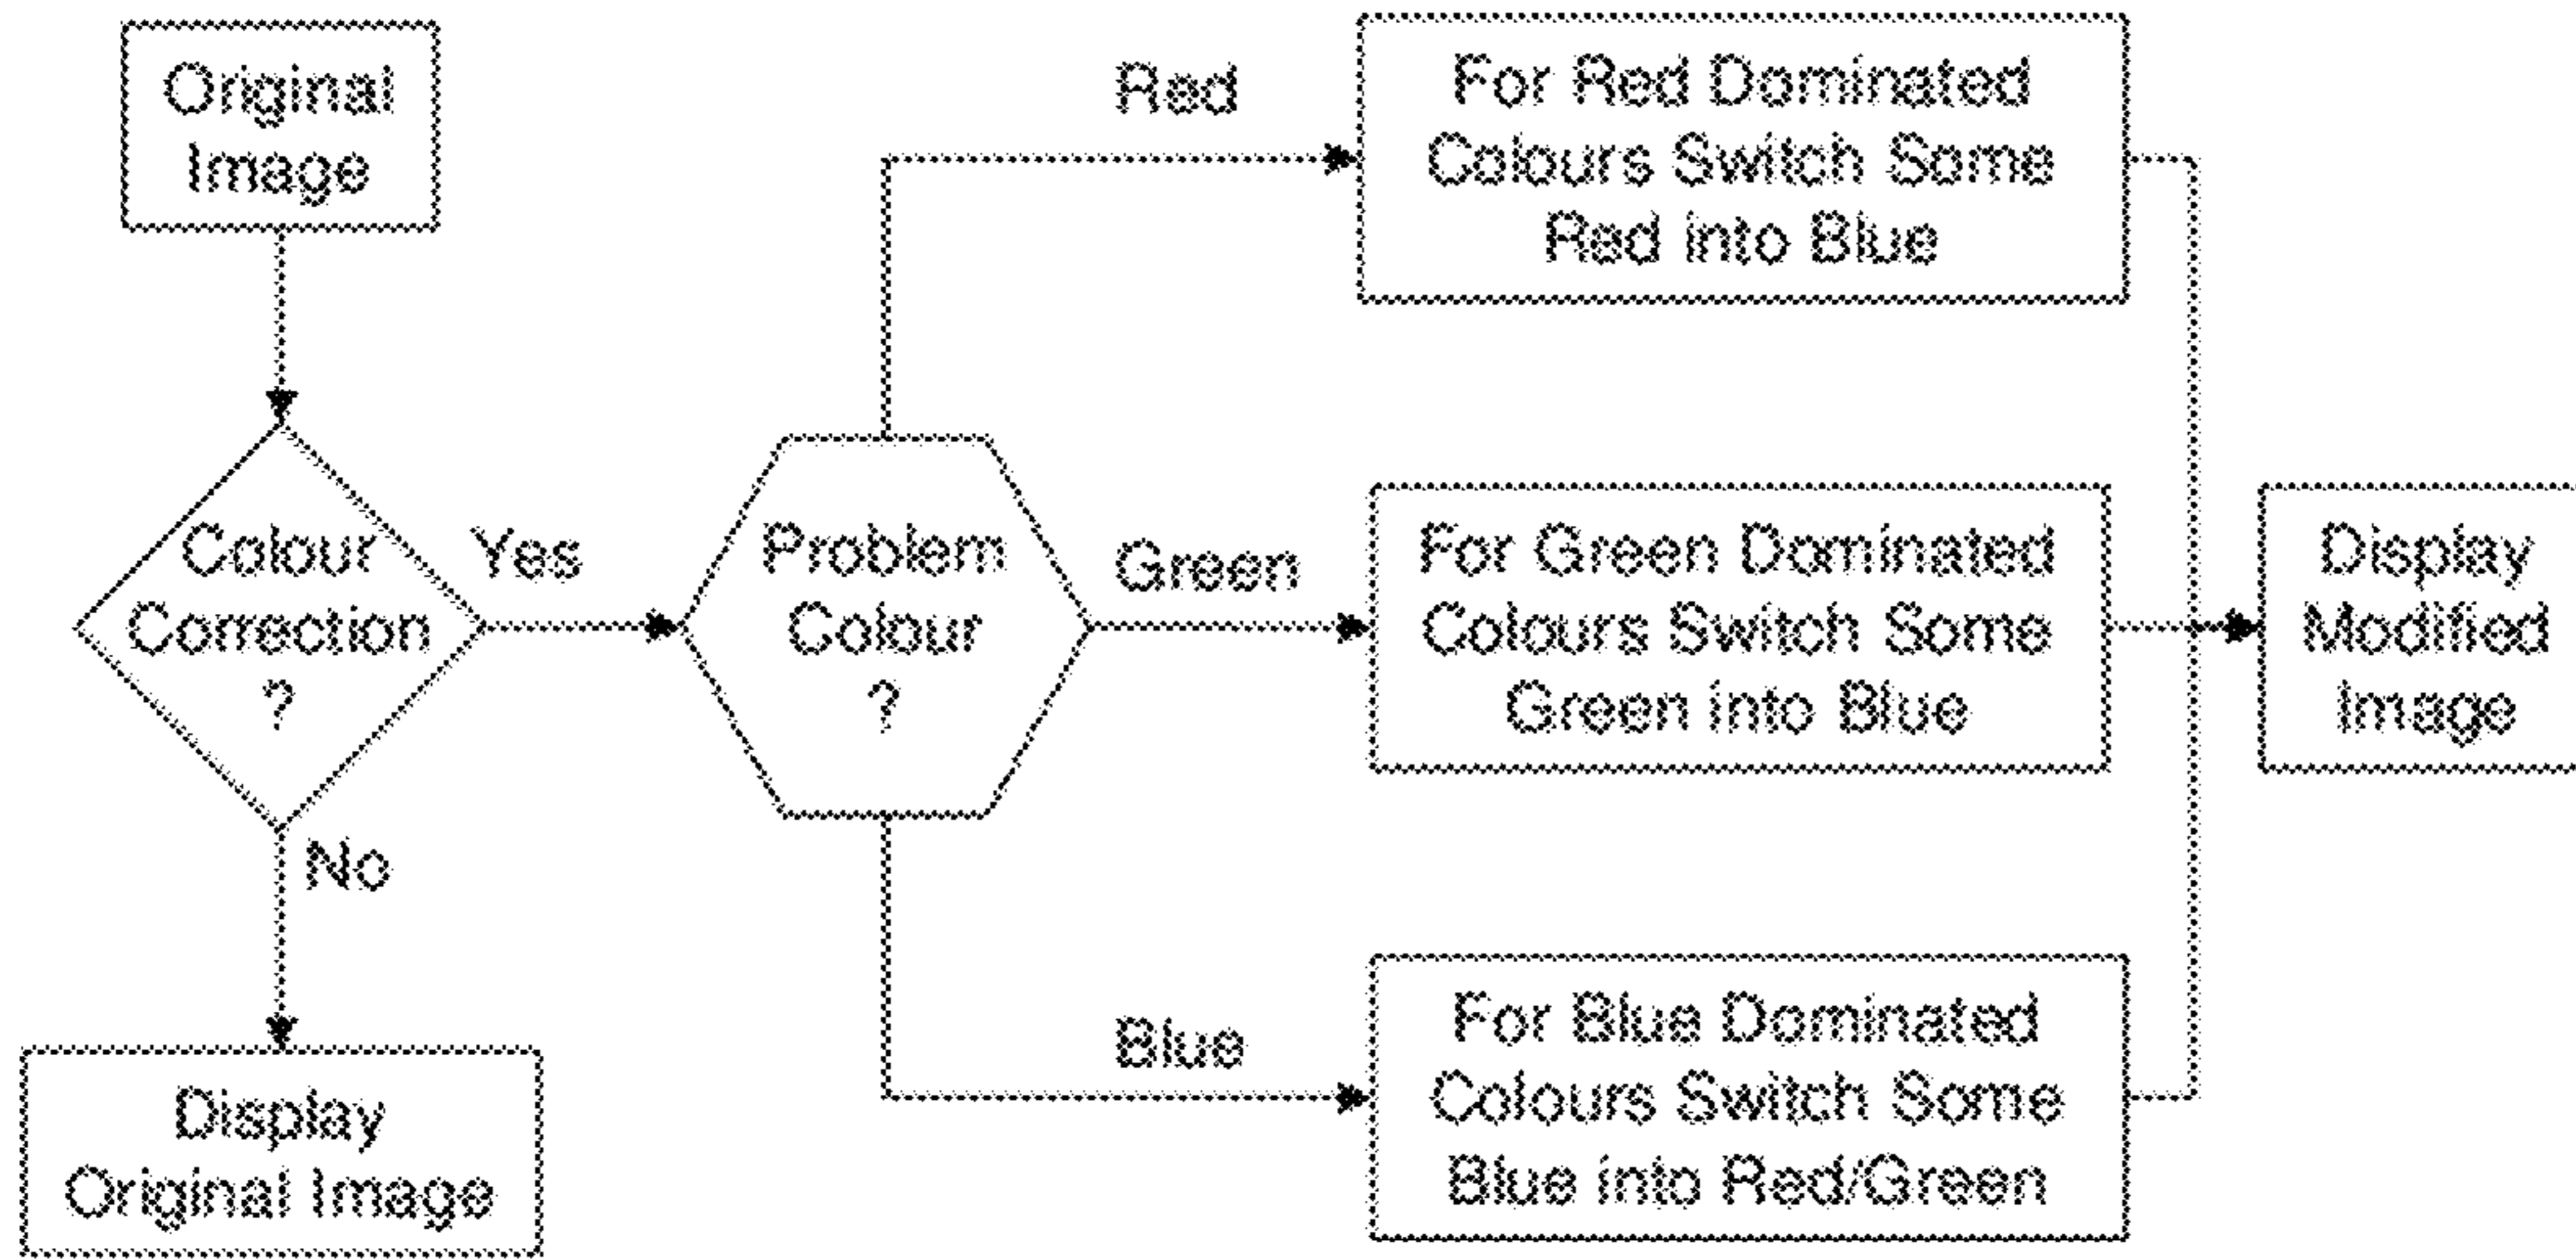 Original
Image
Colour
Correction
?
Yes
No
Display
Original Image
Problem
Colour
?
Red
For Red Dominated
Colours Switch Some
Red into Blue
Green
For Green Dominated
Colours Switch Some
Green into Blue
Blue
For Blue Dominated
Colours Switch Some
Blue into Red/Green
Display
Modified
Image